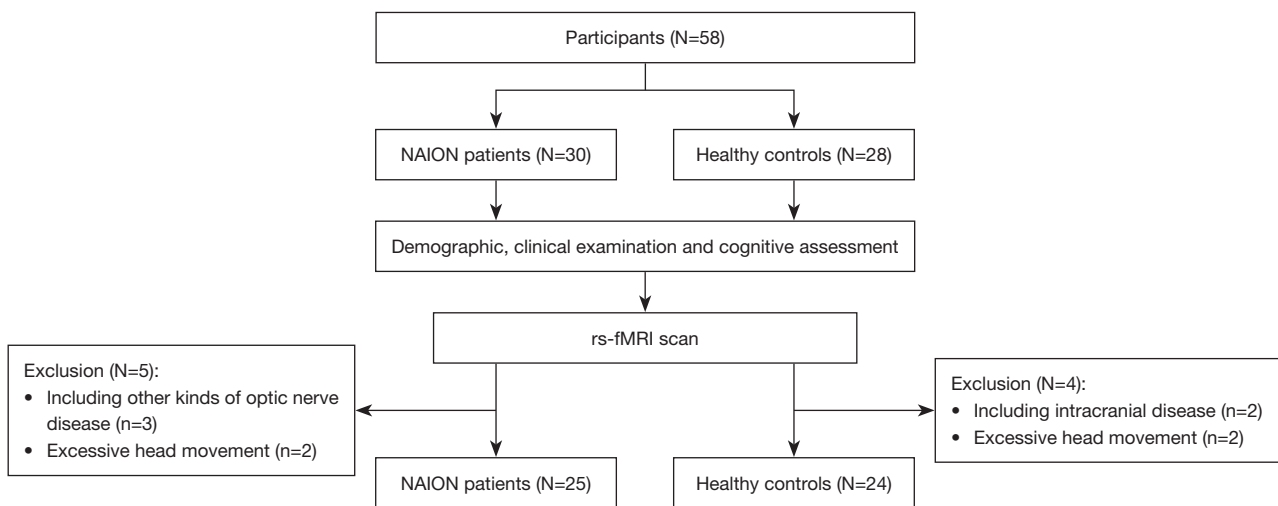 Participants (N=58)
NAION patients (N=30)
Healthy controls (N=28)
Demographic, clinical examination and cognitive assessment
rs-fMRI scan
Exclusion (N=5):
• Including other kinds of optic nerve
disease (n=3)
• Excessive head movement (n=2)
Exclusion (N=4):
• Including intracranial disease (n=2)
• Excessive head movement (n=2)
NAION patients (N=25)
Healthy controls (N=24)